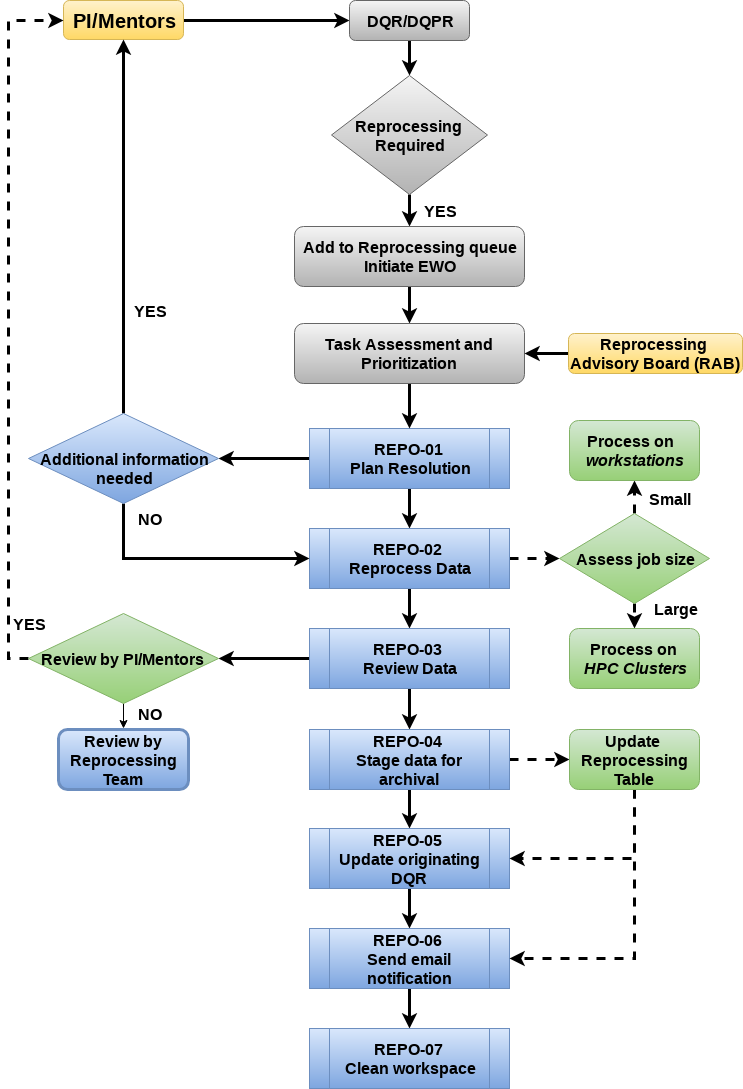 PI/Mentors
DQR/DQPR
Reprocessing
Required
YES
Add to Reprocessing queue
Initiate EWO
YES
Task Assessment and
Prioritization
Reprocessing
Advisory Board (RAB)
REPO-01
Plan Resolution
Additional information
needed
Process on
workstations
Small
NO
REPO-02
Reprocess Data
Assess job size
Large
YES
Review by PI/Mentors
REPO-03
Review Data
Process on
HPC Clusters
NO
Review by
Reprocessing
Team
REPO-04
Stage data for
archival
Update
Reprocessing
Table
REPO-05
Update originating
DQR
REPO-06
Send email
notification
REPO-07
Clean workspace